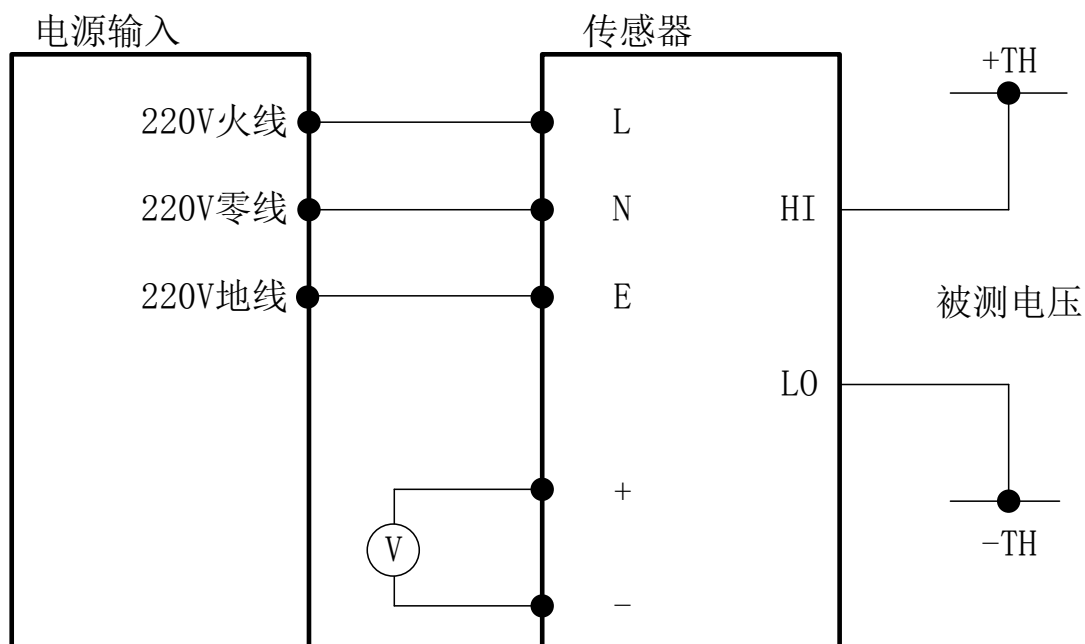 电源输入
传感器
+TH
220V火线
L
220V零线
N
HI
220V地线
E
被测电压
LO
+
V
-TH
-